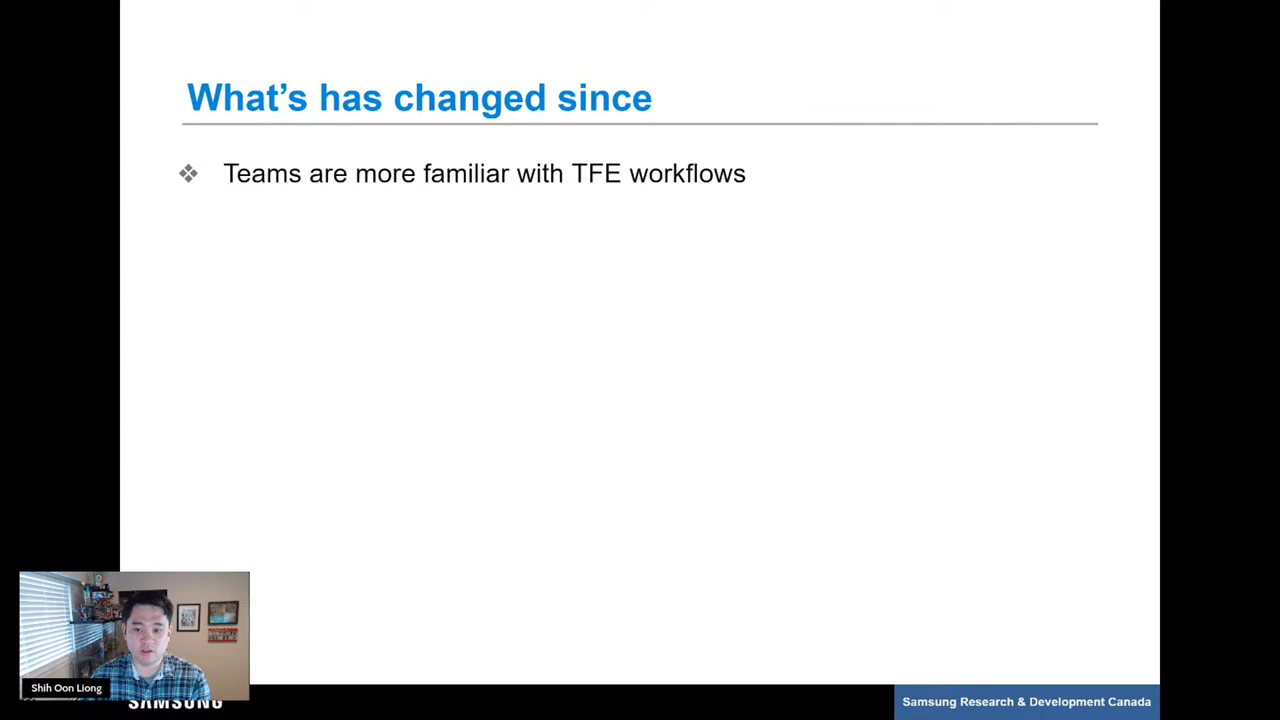 What's has changed since
❖ Teams are more familiar with TFE workflows
Shih Oon Liong
SAMSUNG
Samsung Research & Development Canada